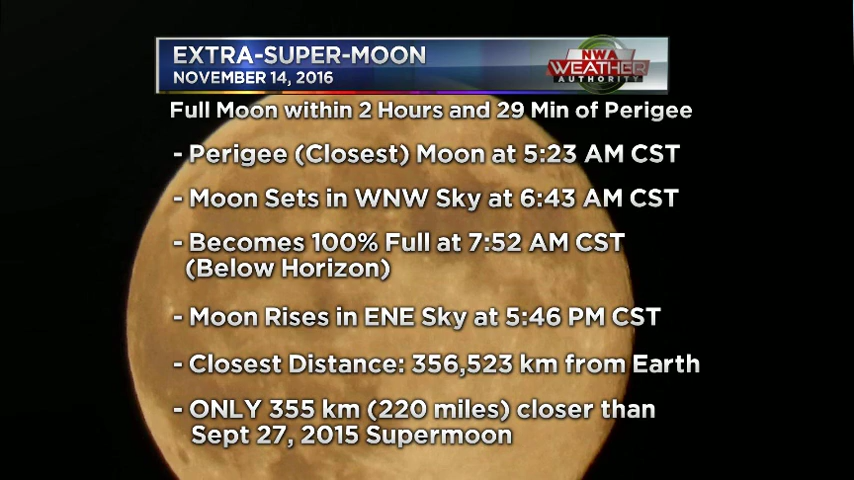 EXTRA-SUPER-MOON
NOVEMBER 14, 2016
NWA
WEATHER
AUTHORITY
Full Moon within 2 Hours and 29 Min of Perigee
- Perigee (Closest) Moon at 5:23 AM CST
- Moon Sets in WNW Sky at 6:43 AM CST
- Becomes 100% Full at 7:52 AM CST
(Below Horizon)
- Moon Rises in ENE Sky at 5:46 PM CST
- Closest Distance: 356,523 km from Earth
- ONLY 355 km (220 miles) closer than
Sept 27, 2015 Supermoon